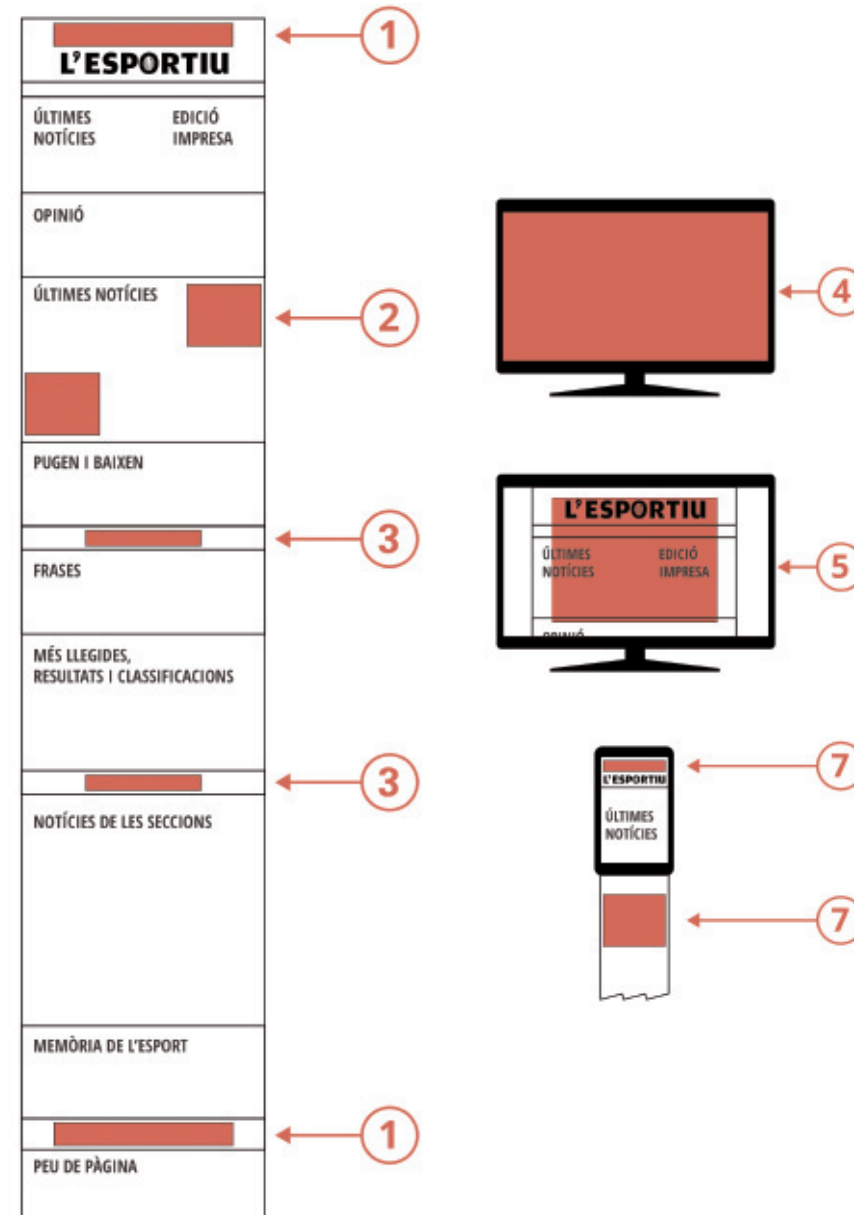 1
L'ESPORTIU
ÚLTIMES
NOTÍCIES
EDICIÓ
IMPRESA
OPINIÓ
ÚLTIMES NOTÍCIES
2
PUGEN I BAIXEN
3
FRASES
MÉS LLEGIDES,
RESULTATS I CLASSIFICACIONS
3
NOTÍCIES DE LES SECCIONS
MEMÒRIA DE L'ESPORT
1
PEU DE PÀGINA
4
L'ESPORTIU
ÚLTIMES
NOTÍCIES
EDICIÓ
IMPRESA
OPINIÓ
5
7
L'ESPORTIU
ÚLTIMES
NOTÍCIES
7